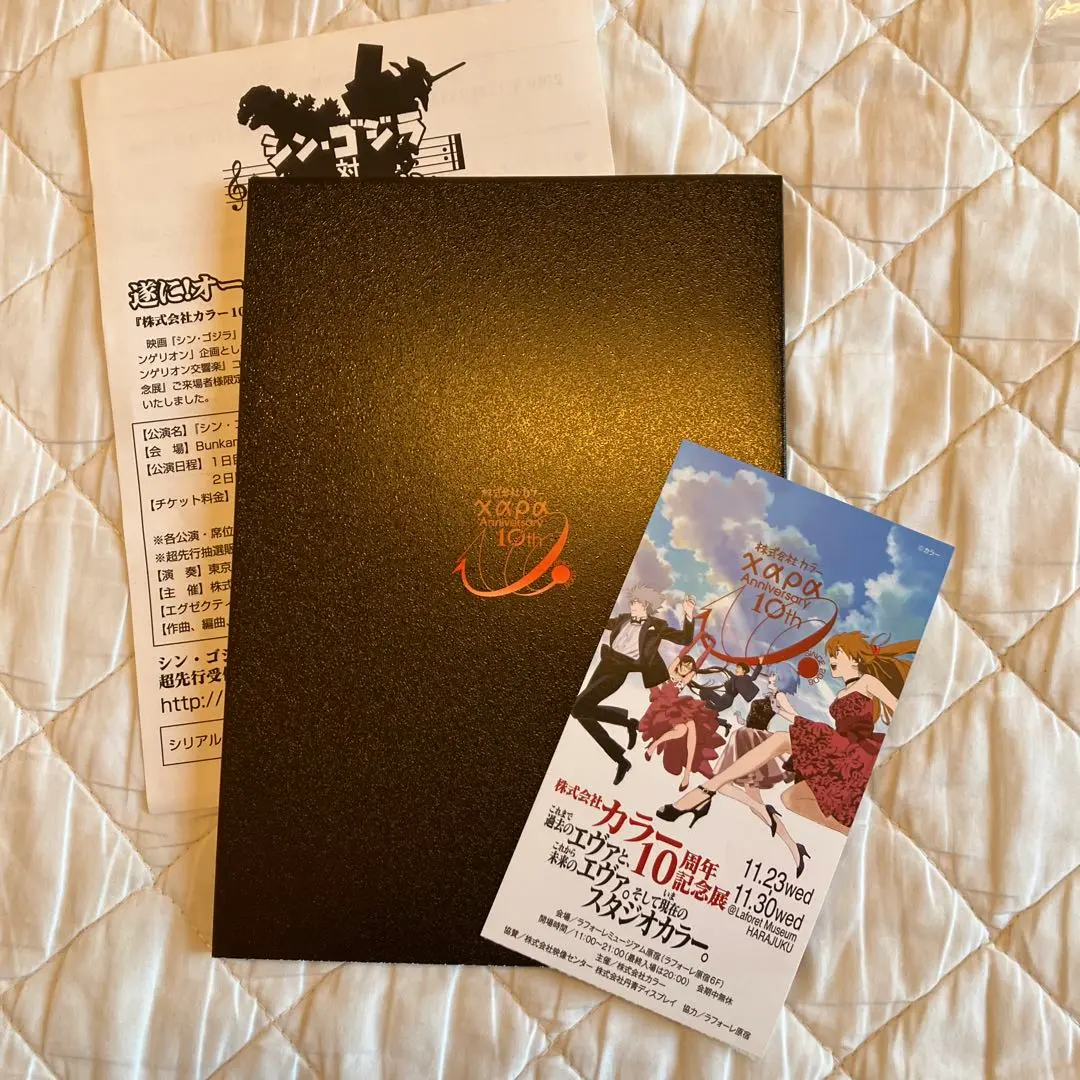 シン・ゴジラ
対
遂に!オー
『株式会社カラー10
映画「シン・ゴジラ」
ンゲリオン」企画とし
ンゲリオン交響楽』コ
念展」ご来場者様限定
いたしました。
【公演名】『シン・ゴ
【会 場】Bunkam
【公演日程】1日目
2日
【チケット料金】
※各公演・席位
※超先行抽選販
【演 奏】東京
【主 催】株式
【エグゼクティ
【作曲、編曲、
シン・ゴジ
超先行受付
http://
シリアル
株式会社カラー
χαρα
Anniversary
10th
©カラー
株式会社カラー
χαρα
Anniversary
10th
SINCE 2006
株式会社カラー10周年記念展
これまで
過去のエヴァと、
これから
未来のエヴァ。そして現在の
いま
スタジオカラー。
11.23wed
11.30wed
@Laforet Museum
HARAJUKU
会場/ラフォーレミュージアム原宿(ラフォーレ原宿6F)
開場時間/11:00~21:00(最終入場は20:00) 会期中無休
主催/株式会社カラー
協賛/株式会社映像センター 株式会社丹青ディスプレイ 協力/ラフォーレ原宿